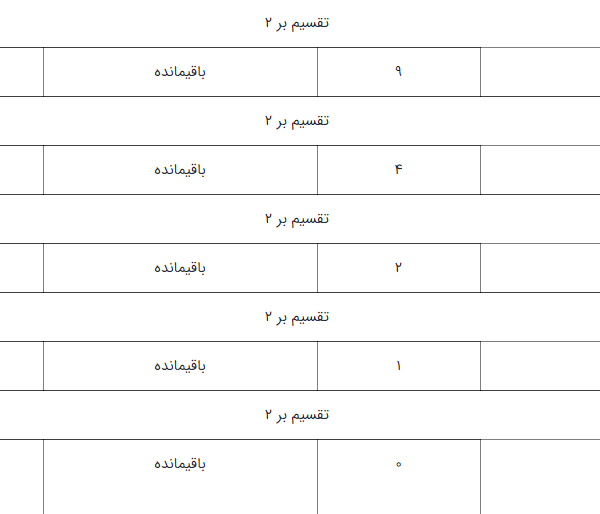 تقسیم بر ۲
۹ باقیمانده
تقسیم بر ۲
۴ باقیمانده
تقسیم بر ۲
۲ باقیمانده
تقسیم بر ۲
۱ باقیمانده
تقسیم بر ۲
۰ باقیمانده